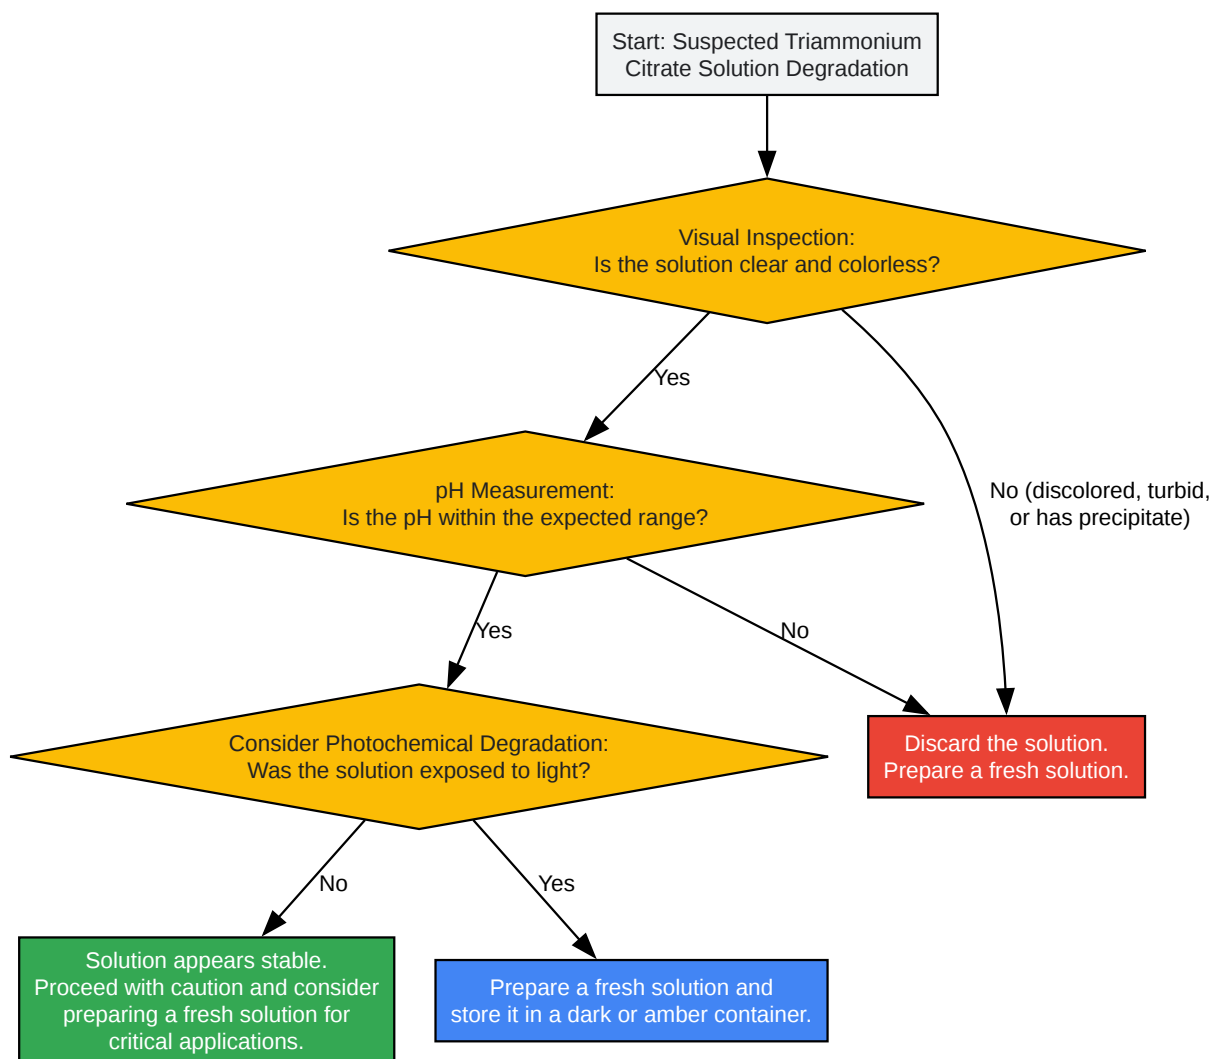 Start: Suspected Triammonium
Citrate Solution Degradation
Visual Inspection:
Is the solution clear and colorless?
Yes
No (discolored, turbid,
or has precipitate)
pH Measurement:
Is the pH within the expected range?
Yes
No
Consider Photochemical Degradation:
Was the solution exposed to light?
Discard the solution.
Prepare a fresh solution.
No
Yes
Solution appears stable.
Proceed with caution and consider
preparing a fresh solution for
critical applications.
Prepare a fresh solution and
store it in a dark or amber container.